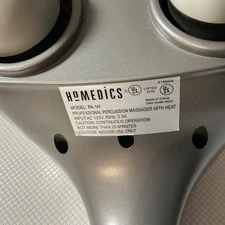 HoMEDiCS
LISTED
MODEL: PA-1H
PROFESSIONAL PERCUSSION MASSAGER WITH HEAT
INPUT:AC 120V, 60Hz, 0.3A
CAUTION: CONTINUOUS OPERATION
NOT MORE THAN 20 MINUTES
CAUTION: INDOOR USE ONLY